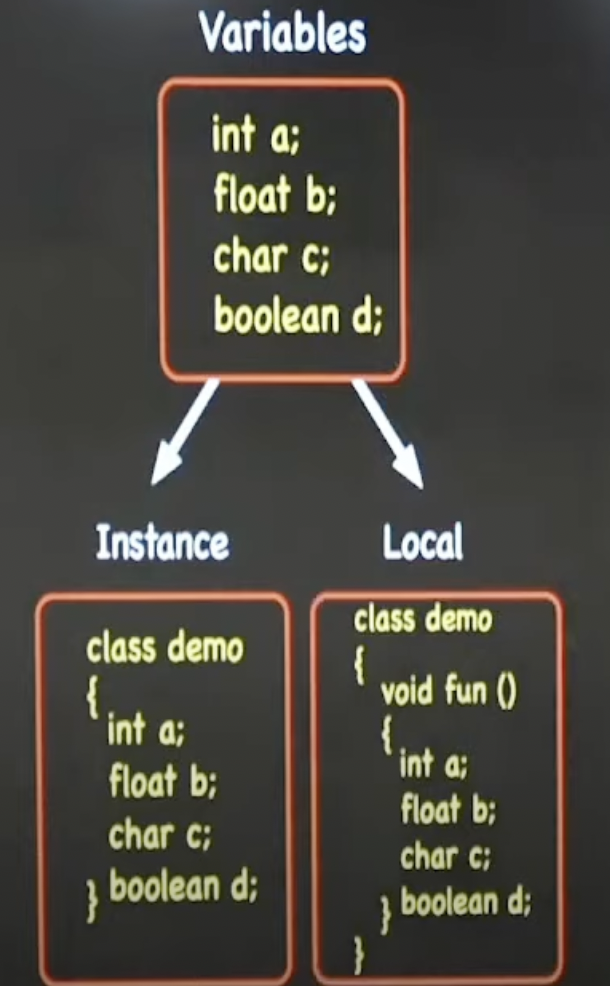 Variables
int a;
float b;
char c;
boolean d;
Instance
class demo
{
int a;
float b;
char c;
} boolean d;
Local
class demo
{
void fun ()
{
int a;
float b;
char c;
} boolean d;
}